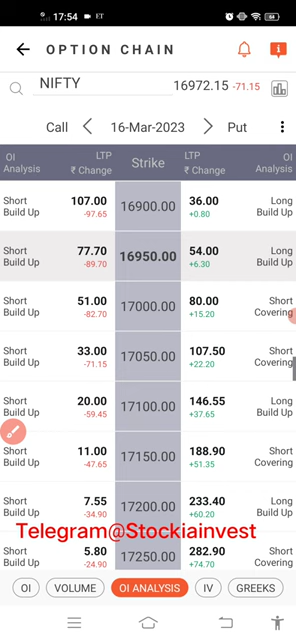 17:54 ET 54
OPTION CHAIN
NIFTY 16972.15 -71.15
Call 16-Mar-2023 Put
OI Analysis LTP ₹ Change Strike LTP ₹ Change OI Analysis
Short Build Up 107.00 -97.65 16900.00 36.00 +0.80 Long Build Up
Short Build Up 77.70 -89.70 16950.00 54.00 +6.30 Long Build Up
Short Build Up 51.00 -82.70 17000.00 80.00 +15.20 Short Covering
Short Build Up 33.00 -71.15 17050.00 107.50 +22.20 Short Covering
Short Build Up 20.00 -59.45 17100.00 146.55 +37.65 Long Build Up
Short Build Up 11.00 -47.65 17150.00 188.90 +51.35 Short Covering
Short Build Up 7.55 -34.90 17200.00 233.40 +60.20 Long Build Up
Telegram@Stockiainvest
Short Build Up 5.80 -24.90 17250.00 282.90 +74.70 Short Covering
OI VOLUME OI ANALYSIS IV GREEKS